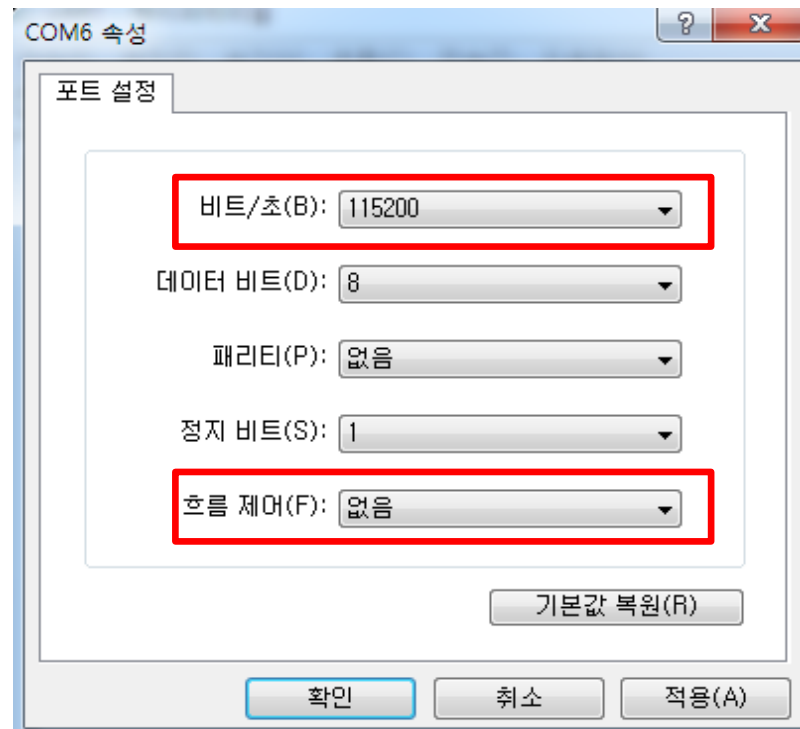 COM6 속성
포트 설정
비트/초(B): 115200
데이터 비트(D): 8
패리티(P): 없음
정지 비트(S): 1
흐름 제어(F): 없음
기본값 복원(R)
확인 취소 적용(A)